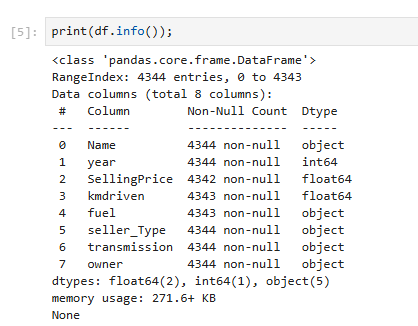 [5]: print(df.info());
<class 'pandas.core.frame.DataFrame'>
RangeIndex: 4344 entries, 0 to 4343
Data columns (total 8 columns):
 #   Column        Non-Null Count  Dtype
---  ------        --------------  -----
 0   Name          4344 non-null   object
 1   year          4344 non-null   int64
 2   SellingPrice  4342 non-null   float64
 3   kmdriven      4343 non-null   float64
 4   fuel          4343 non-null   object
 5   seller_Type   4344 non-null   object
 6   transmission  4344 non-null   object
 7   owner         4344 non-null   object
dtypes: float64(2), int64(1), object(5)
memory usage: 271.6+ KB
None